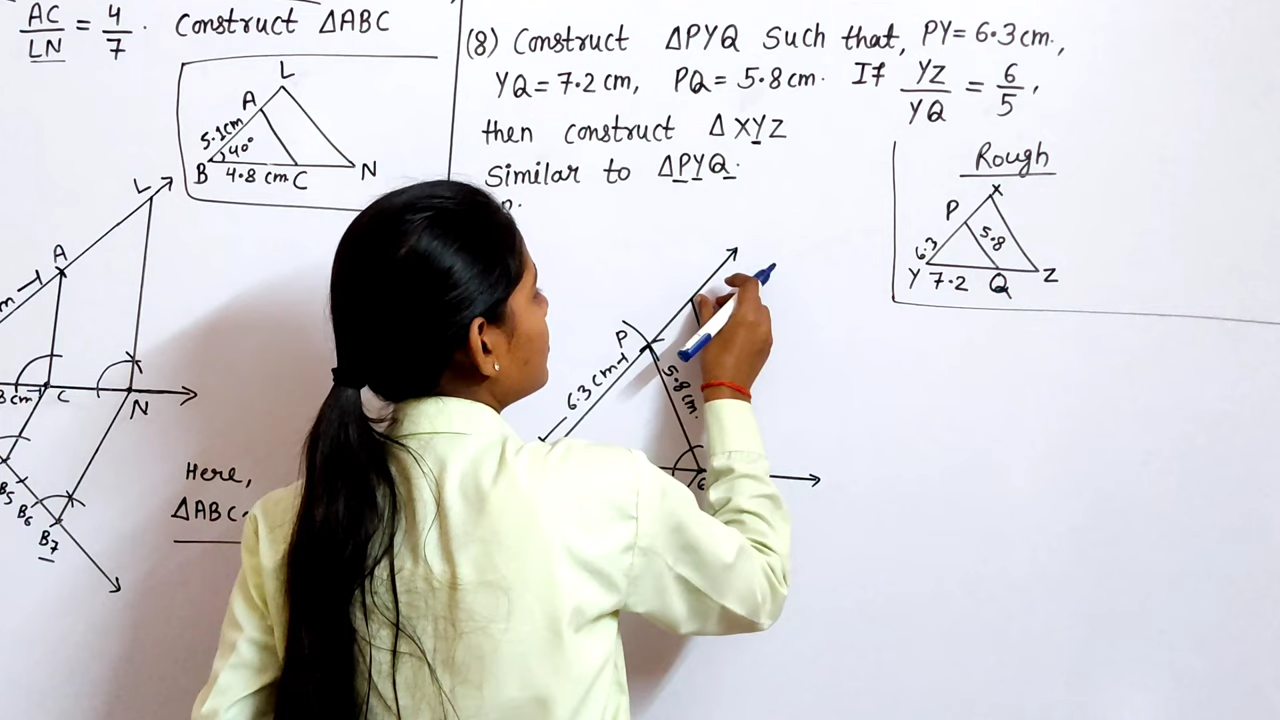 AC/LN = 4/7. Construct ΔABC
L
A
5.1cm
40°
B 4.8 cm C N
L
A
m
3cm C
N
B5
B6
B7
Here,
ΔABC
(8) Construct ΔPYQ Such that, PY = 6.3 cm.,
YQ = 7.2 cm, PQ = 5.8 cm. If YZ/YQ = 6/5,
then construct ΔXYZ
Similar to ΔPYQ.
Rough
X
P
6.3 5.8
Y 7.2 Q Z
P
6.3 cm
5.8 cm.